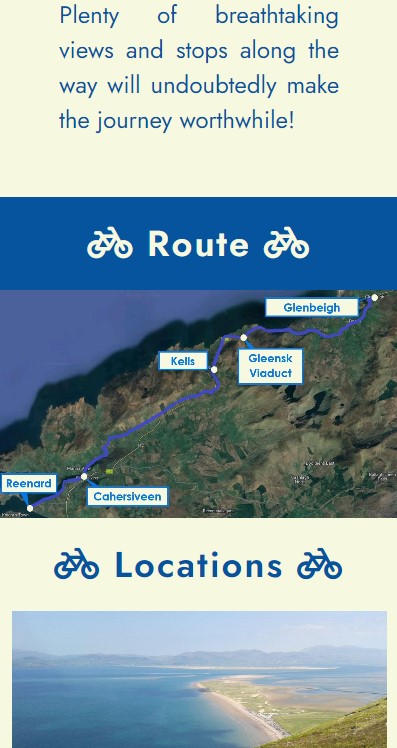 Plenty of breathtaking
views and stops along the
way will undoubtedly make
the journey worthwhile!
Route
Glenbeigh
Kells
Gleensk
Viaduct
Reenard
Cahersiveen
Locations